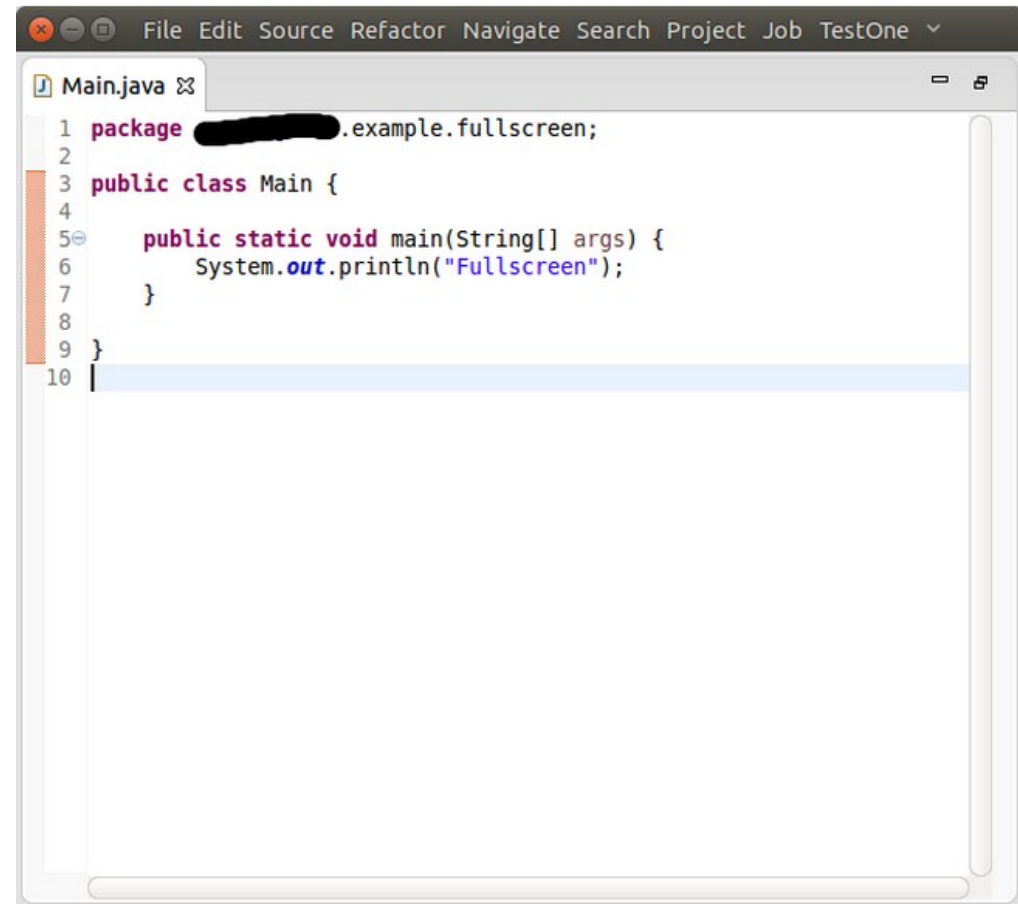 File Edit Source Refactor Navigate Search Project Job TestOne
Main.java
1 package .example.fullscreen;
2
3 public class Main {
4
5 public static void main(String[] args) {
6 System.out.println("Fullscreen");
7 }
8
9 }
10